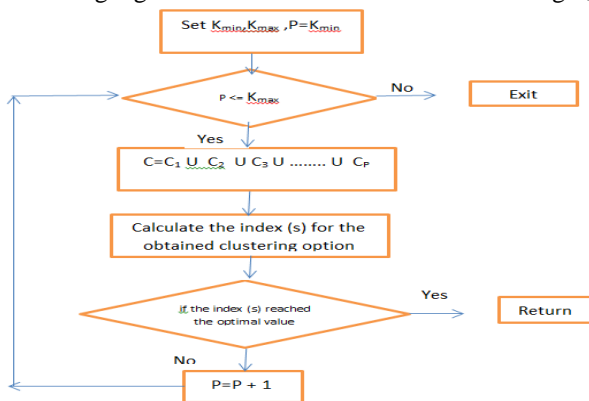 Set Kmin,Kmax ,P=Kmin
P <= Kmax
No
Exit
Yes
C=C1 U C2 U C3 U ........ U CP
Calculate the index (s) for the
obtained clustering option
if the index (s) reached
the optimal value
Yes
Return
No
P=P + 1